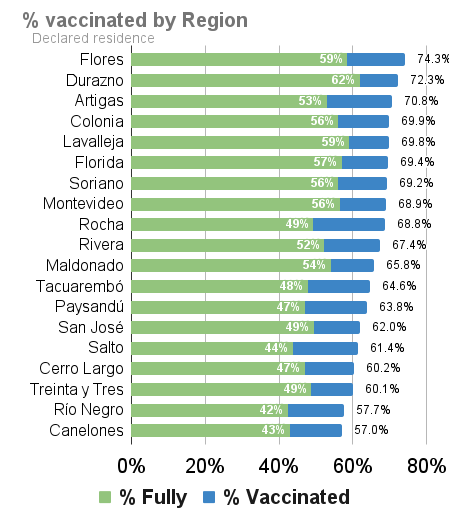 % vaccinated by Region
Declared residence
Flores 59% 74.3%
Durazno 62% 72.3%
Artigas 53% 70.8%
Colonia 56% 69.9%
Lavalleja 59% 69.8%
Florida 57% 69.4%
Soriano 56% 69.2%
Montevideo 56% 68.9%
Rocha 49% 68.8%
Rivera 52% 67.4%
Maldonado 54% 65.8%
Tacuarembó 48% 64.6%
Paysandú 47% 63.8%
San José 49% 62.0%
Salto 44% 61.4%
Cerro Largo 47% 60.2%
Treinta y Tres 49% 60.1%
Río Negro 42% 57.7%
Canelones 43% 57.0%
0% 20% 40% 60% 80%
% Fully % Vaccinated